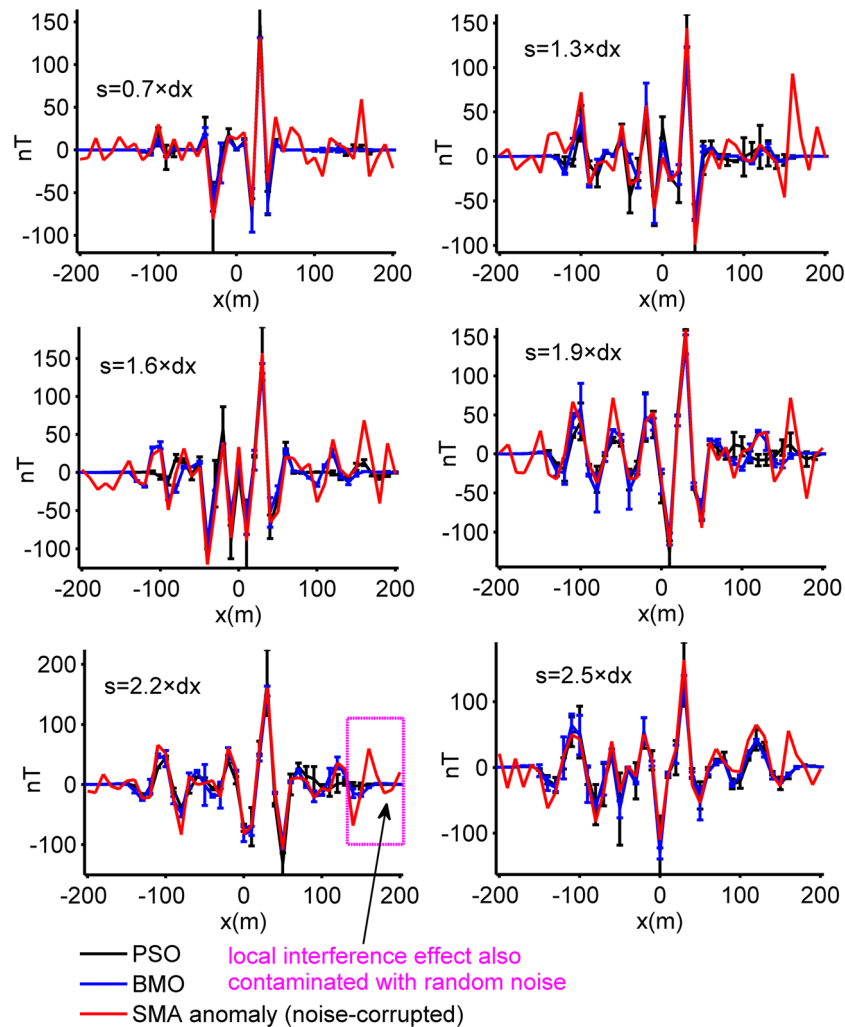 s=0.7×dx
150
100
50
0
-50
-100
nT
-200 -100 0 100 200
x(m)
s=1.3×dx
150
100
50
0
-50
-100
nT
-200 -100 0 100 200
x(m)
s=1.6×dx
150
100
50
0
-50
-100
nT
-200 -100 0 100 200
x(m)
s=1.9×dx
150
100
50
0
-50
-100
nT
-200 -100 0 100 200
x(m)
s=2.2×dx
200
100
0
-100
nT
-200 -100 0 100 200
x(m)
s=2.5×dx
100
0
-100
nT
-200 -100 0 100 200
x(m)
PSO
BMO
SMA anomaly (noise-corrupted)
local interference effect also
contaminated with random noise